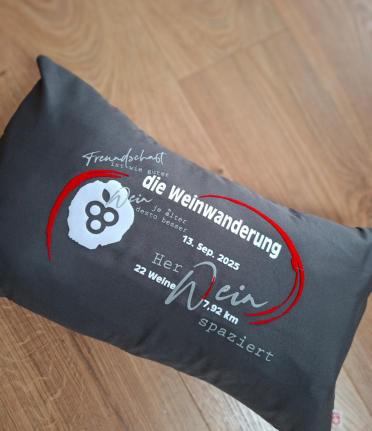 Freundschaft
ist wie guter
Wein
je älter
desto besser
die Weinwanderung
13. Sep. 2025
Her
Wein
22 Weine
7,92 km
spaziert